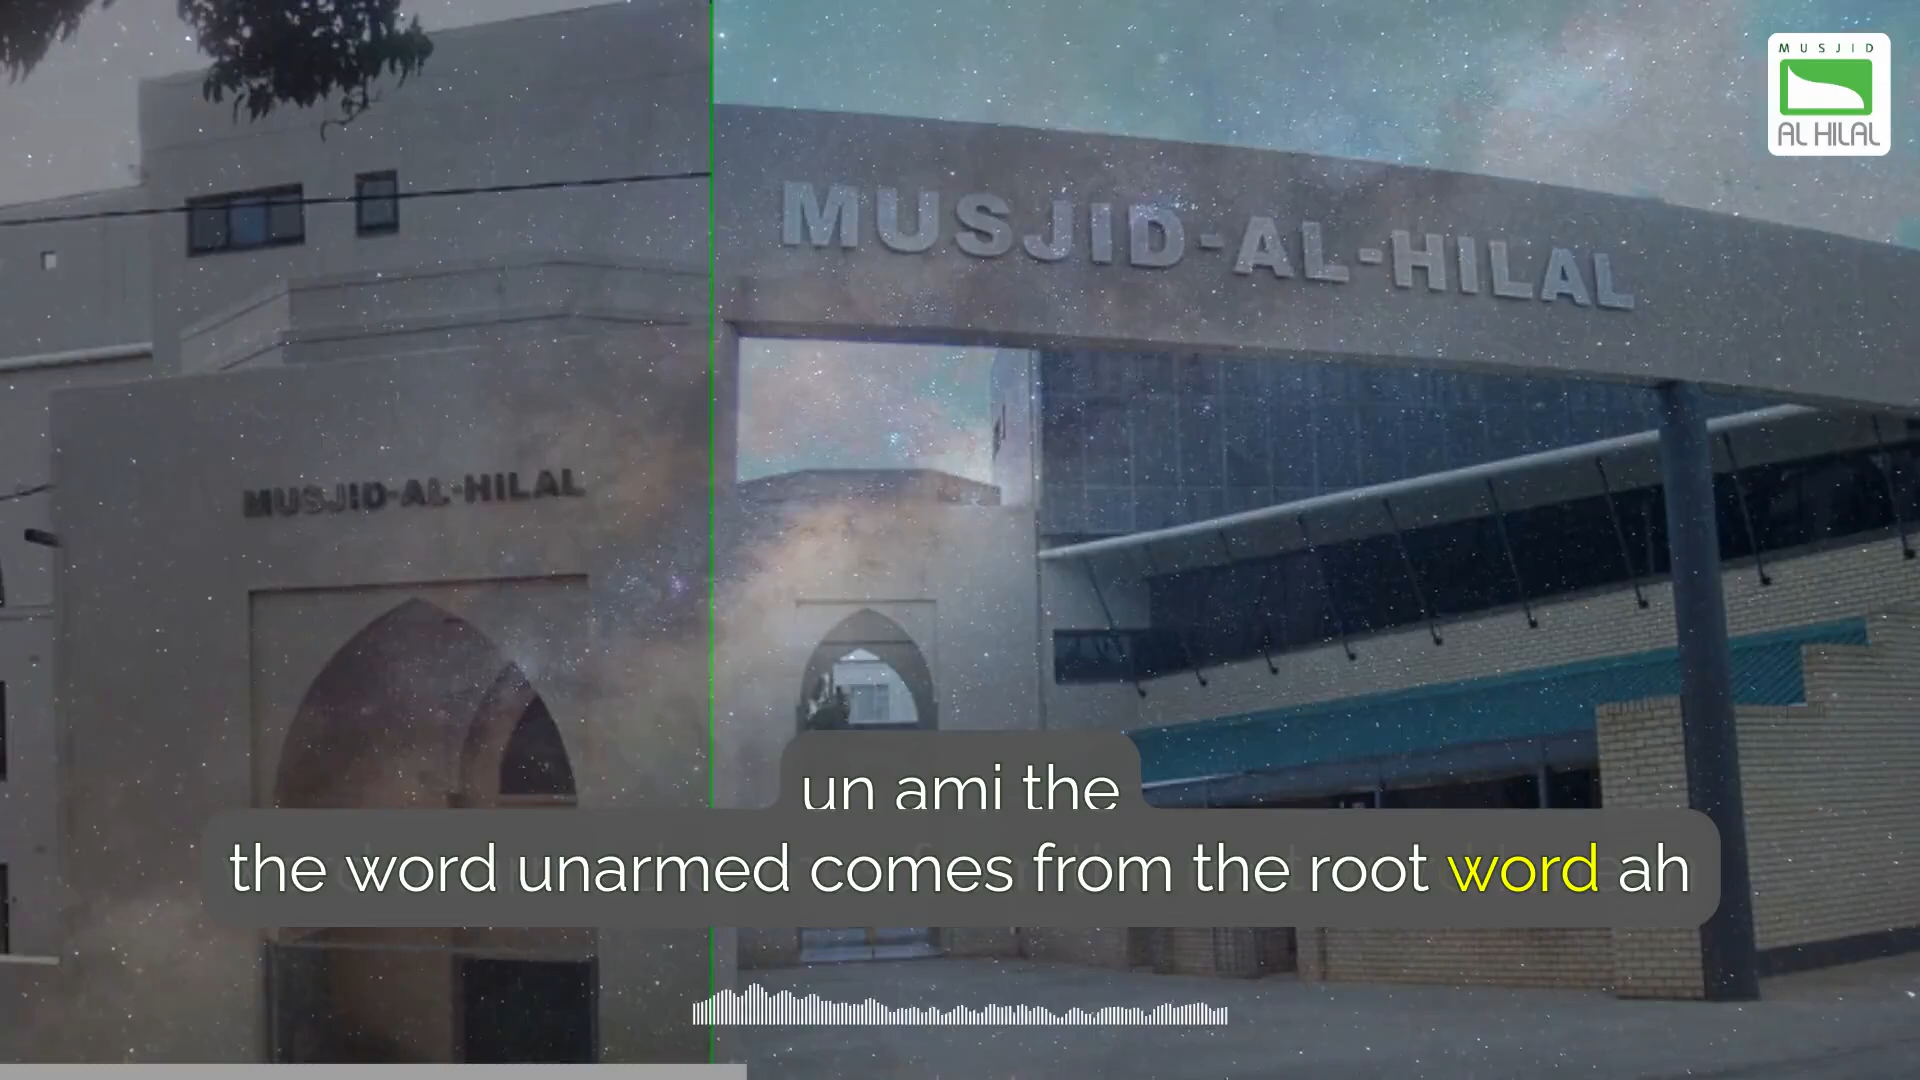 MUSJID
AL HILAL
MUSJID-AL-HILAL
MUSJID-AL-HILAL
un ami the
the word unarmed comes from the root word ah